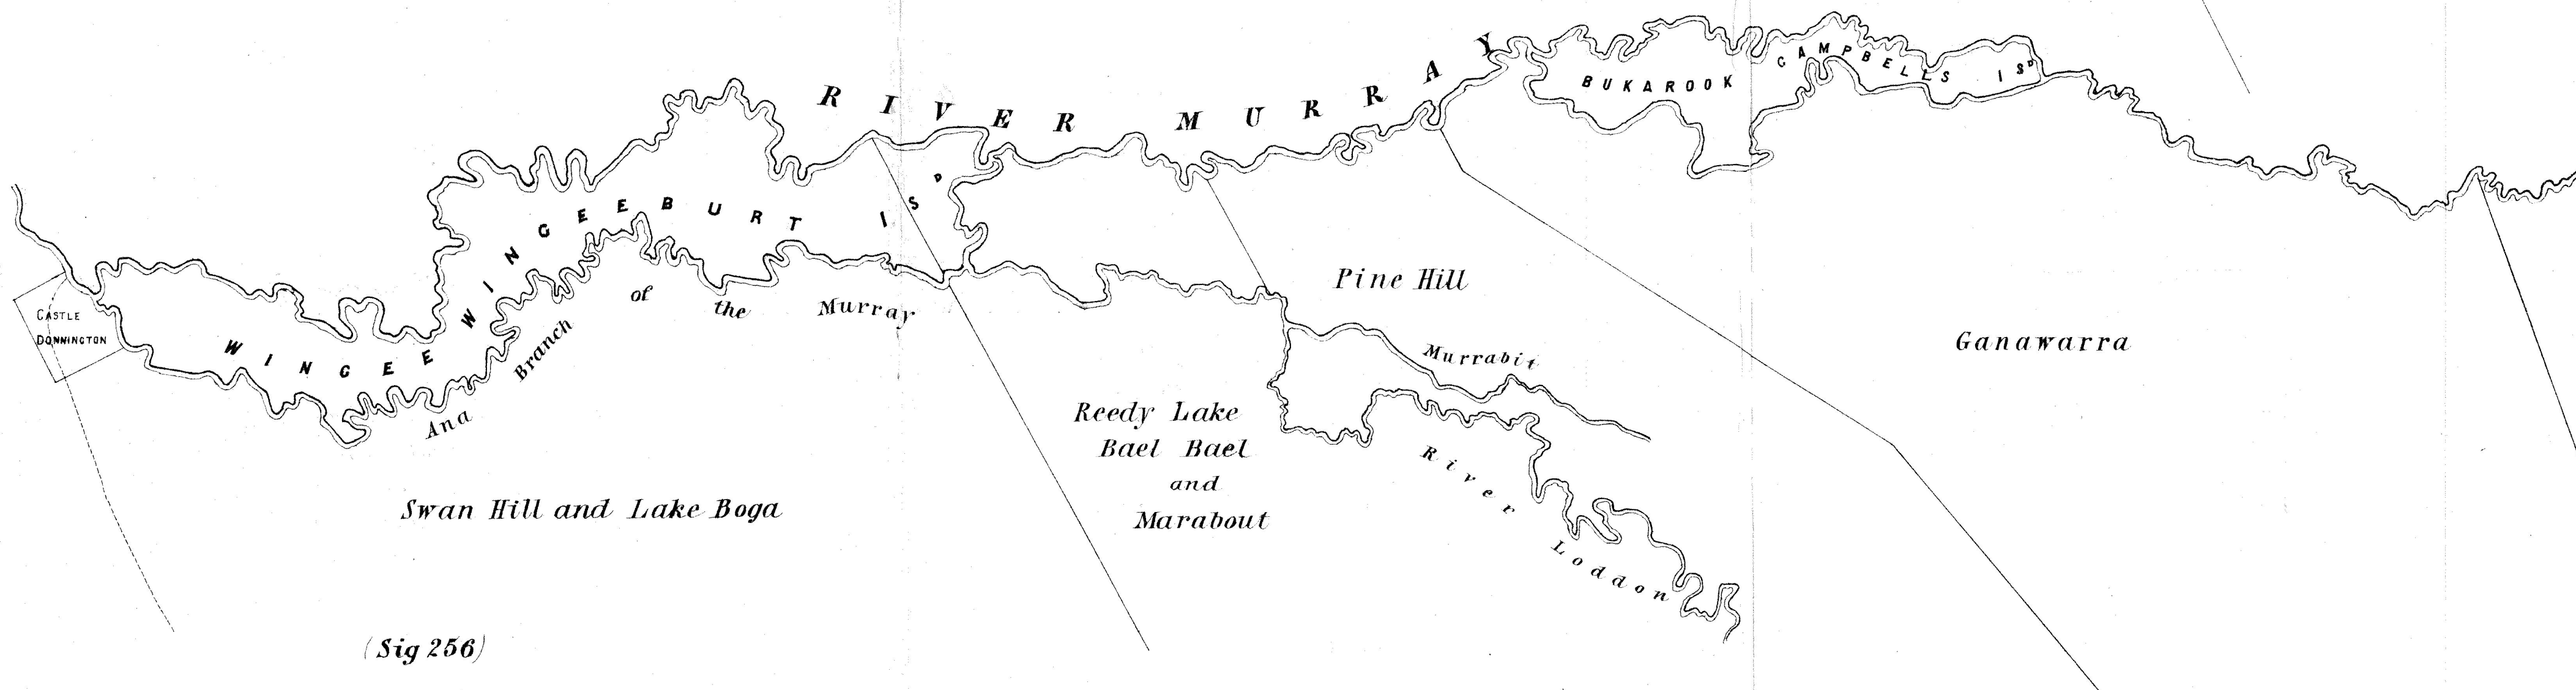 RIVER MURRAY
BUKAROOK
CAMPBELLS ISD
WINGEEWINGEEBURT ISD
CASTLE
DONNINGTON
Ana Branch of the Murray
Pine Hill
Ganawarra
Murrabit
Reedy Lake
Bael Bael
and
Marabout
River Loddon
Swan Hill and Lake Boga
(Sig 256)